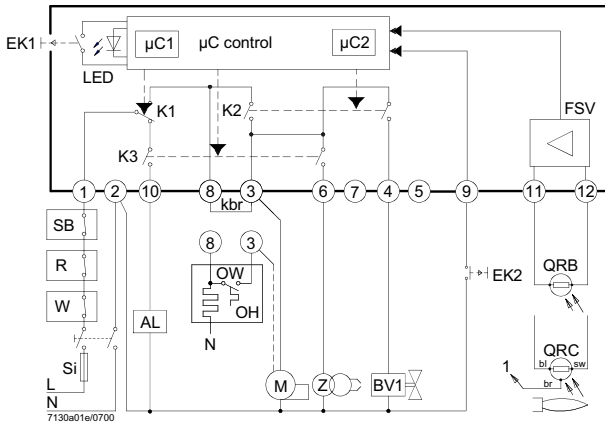 µC1 µC control µC2
EK1
LED
FSV
K1 K2
K3
1 2 10 8 3 6 7 4 5 9 11 12
kbr
SB
8 3
R
OW
OH
EK2
QRB
W
AL
N
Si
QRC
L
M Z BV1
1 bl sw
br
N
7130a01e/0700